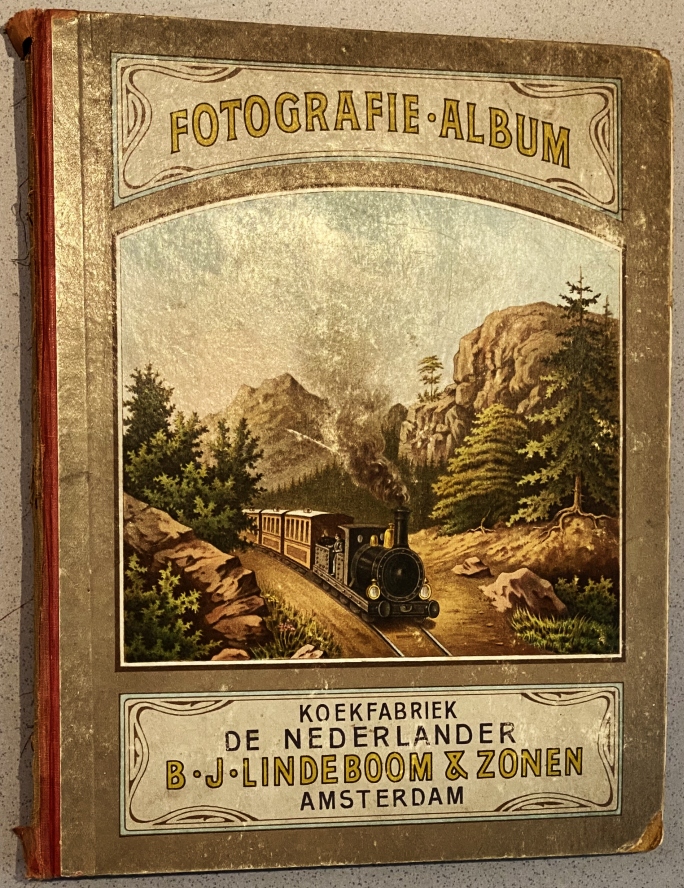 FOTOGRAFIE·ALBUM
KOEKFABRIEK
DE NEDERLANDER
B·J·LINDEBOOM & ZONEN
AMSTERDAM